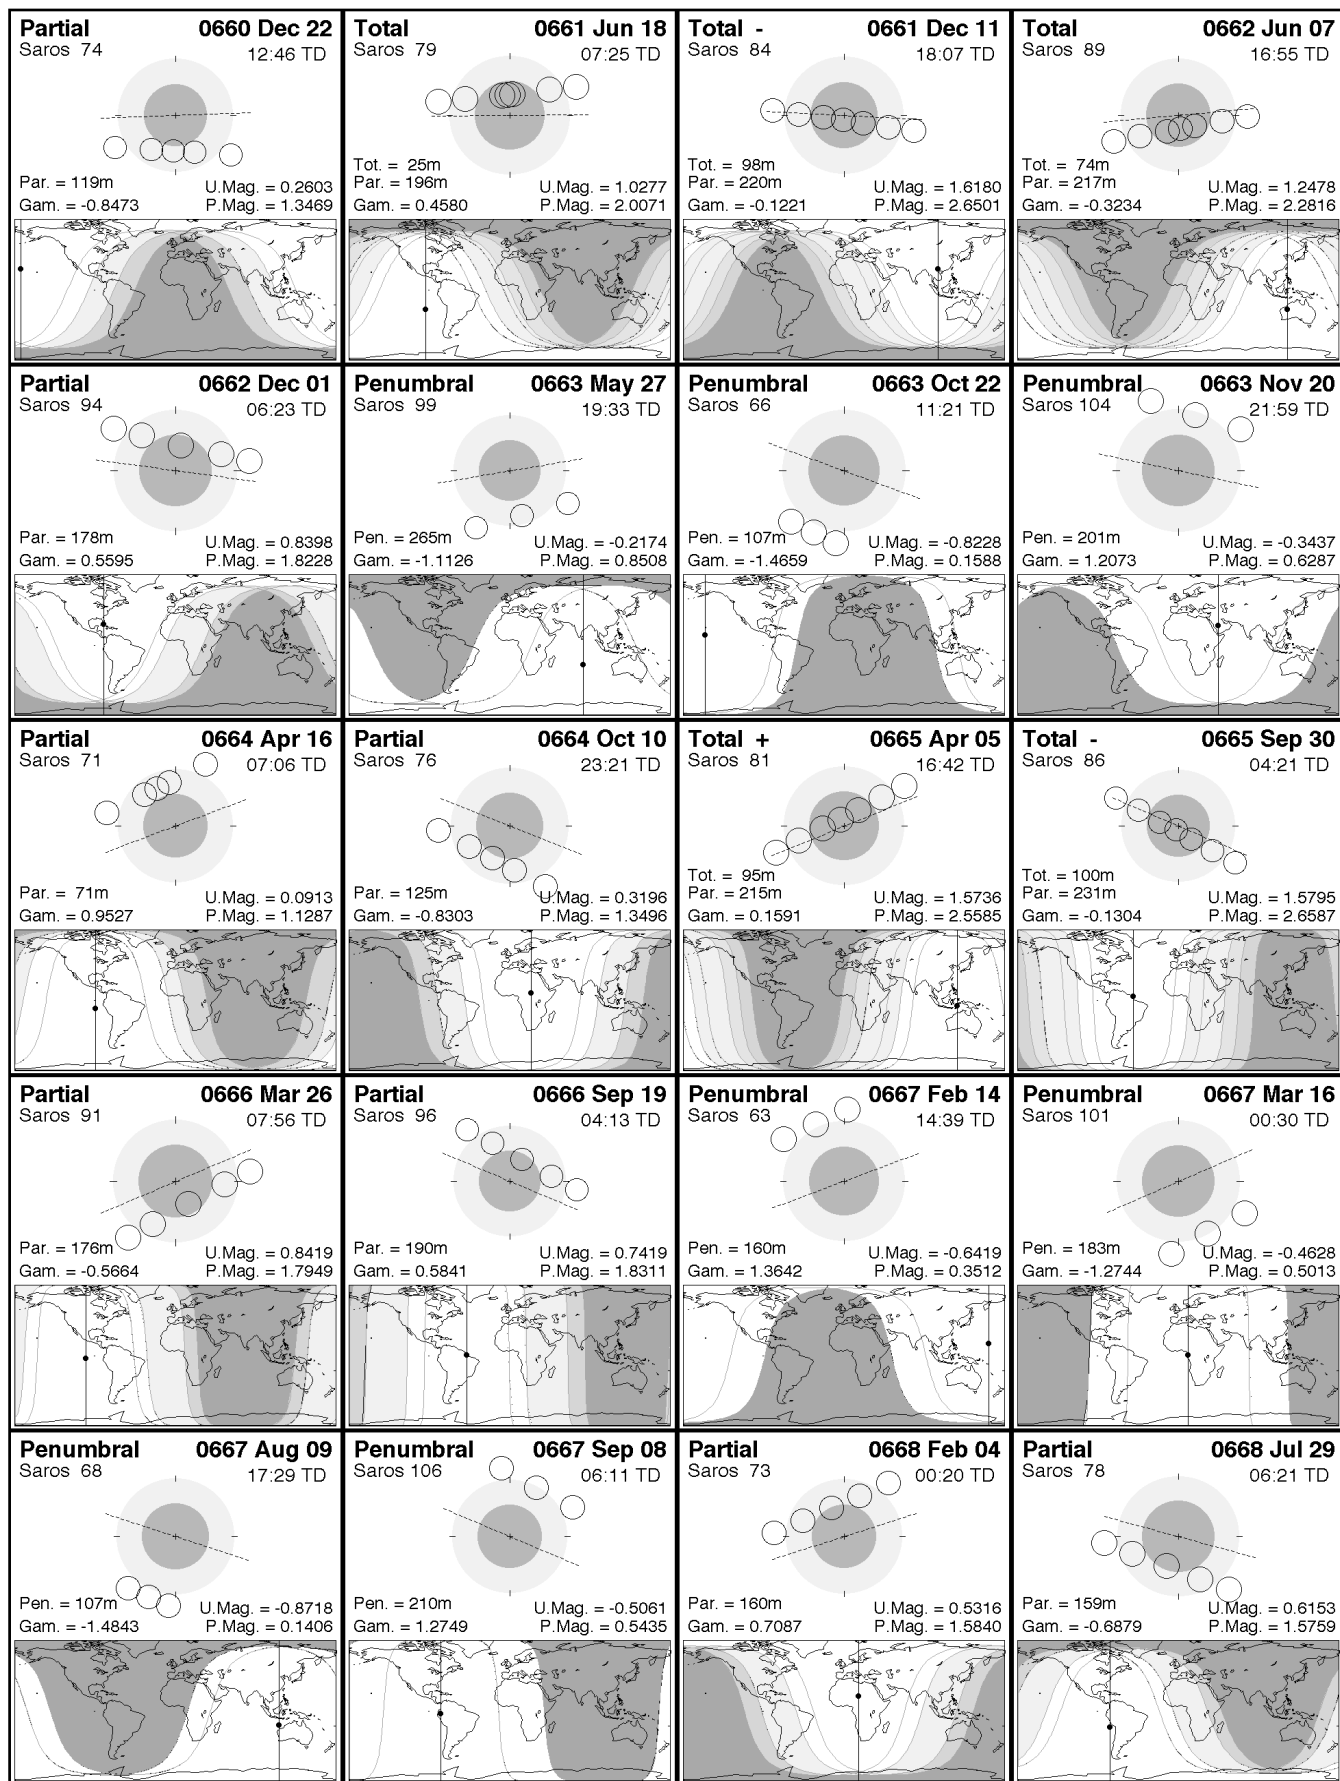 Partial 0660 Dec 22
Saros 74 12:46 TD
Par. = 119m U.Mag. = 0.2603
Gam. = -0.8473 P.Mag. = 1.3469
Total 0661 Jun 18
Saros 79 07:25 TD
Tot. = 25m
Par. = 196m U.Mag. = 1.0277
Gam. = 0.4580 P.Mag. = 2.0071
Total - 0661 Dec 11
Saros 84 18:07 TD
Tot. = 98m
Par. = 220m U.Mag. = 1.6180
Gam. = -0.1221 P.Mag. = 2.6501
Total 0662 Jun 07
Saros 89 16:55 TD
Tot. = 74m
Par. = 217m U.Mag. = 1.2478
Gam. = -0.3234 P.Mag. = 2.2816
Partial 0662 Dec 01
Saros 94 06:23 TD
Par. = 178m U.Mag. = 0.8398
Gam. = 0.5595 P.Mag. = 1.8228
Penumbral 0663 May 27
Saros 99 19:33 TD
Pen. = 265m U.Mag. = -0.2174
Gam. = -1.1126 P.Mag. = 0.8508
Penumbral 0663 Oct 22
Saros 66 11:21 TD
Pen. = 107m U.Mag. = -0.8228
Gam. = -1.4659 P.Mag. = 0.1588
Penumbral 0663 Nov 20
Saros 104 21:59 TD
Pen. = 201m U.Mag. = -0.3437
Gam. = 1.2073 P.Mag. = 0.6287
Partial 0664 Apr 16
Saros 71 07:06 TD
Par. = 71m U.Mag. = 0.0913
Gam. = 0.9527 P.Mag. = 1.1287
Partial 0664 Oct 10
Saros 76 23:21 TD
Par. = 125m U.Mag. = 0.3196
Gam. = -0.8303 P.Mag. = 1.3496
Total + 0665 Apr 05
Saros 81 16:42 TD
Tot. = 95m
Par. = 215m U.Mag. = 1.5736
Gam. = 0.1591 P.Mag. = 2.5585
Total - 0665 Sep 30
Saros 86 04:21 TD
Tot. = 100m
Par. = 231m U.Mag. = 1.5795
Gam. = -0.1304 P.Mag. = 2.6587
Partial 0666 Mar 26
Saros 91 07:56 TD
Par. = 176m U.Mag. = 0.8419
Gam. = -0.5664 P.Mag. = 1.7949
Partial 0666 Sep 19
Saros 96 04:13 TD
Par. = 190m U.Mag. = 0.7419
Gam. = 0.5841 P.Mag. = 1.8311
Penumbral 0667 Feb 14
Saros 63 14:39 TD
Pen. = 160m U.Mag. = -0.6419
Gam. = 1.3642 P.Mag. = 0.3512
Penumbral 0667 Mar 16
Saros 101 00:30 TD
Pen. = 183m U.Mag. = -0.4628
Gam. = -1.2744 P.Mag. = 0.5013
Penumbral 0667 Aug 09
Saros 68 17:29 TD
Pen. = 107m U.Mag. = -0.8718
Gam. = -1.4843 P.Mag. = 0.1406
Penumbral 0667 Sep 08
Saros 106 06:11 TD
Pen. = 210m U.Mag. = -0.5061
Gam. = 1.2749 P.Mag. = 0.5435
Partial 0668 Feb 04
Saros 73 00:20 TD
Par. = 160m U.Mag. = 0.5316
Gam. = 0.7087 P.Mag. = 1.5840
Partial 0668 Jul 29
Saros 78 06:21 TD
Par. = 159m U.Mag. = 0.6153
Gam. = -0.6879 P.Mag. = 1.5759